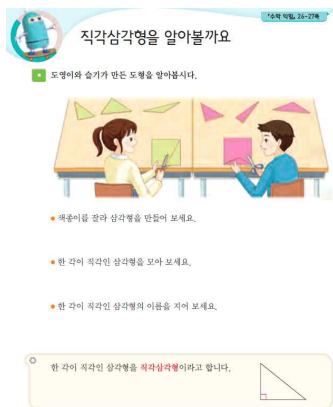 「수학 익힘」 26~27쪽
직각삼각형을 알아볼까요
도영이와 슬기가 만든 도형을 알아봅시다.
색종이를 잘라 삼각형을 만들어 보세요.
한 각이 직각인 삼각형을 모아 보세요.
한 각이 직각인 삼각형의 이름을 지어 보세요.
한 각이 직각인 삼각형을 직각삼각형이라고 합니다.